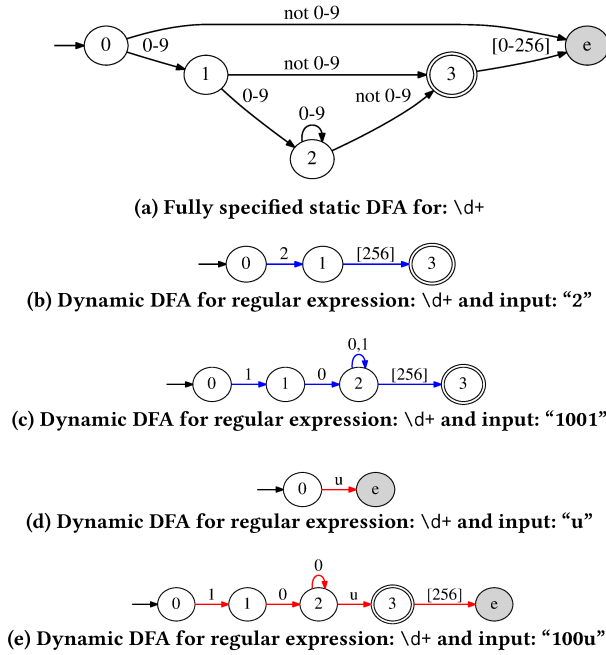 not 0-9
0 0-9 [0-256] e
1 not 0-9 3
0-9 0-9 not 0-9
2
(a) Fully specified static DFA for: \d+
0 2 1 [256] 3
(b) Dynamic DFA for regular expression: \d+ and input: “2”
0,1
0 1 1 0 2 [256] 3
(c) Dynamic DFA for regular expression: \d+ and input: “1001”
0 u e
(d) Dynamic DFA for regular expression: \d+ and input: “u”
0
0 1 1 0 2 u 3 [256] e
(e) Dynamic DFA for regular expression: \d+ and input: “100u”